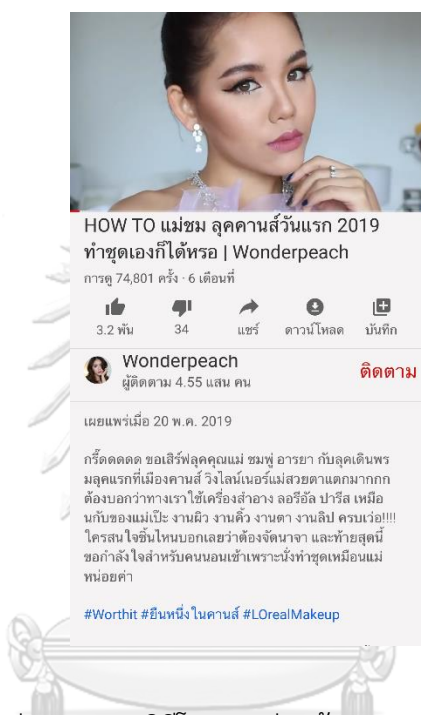 HOW TO แม่ชม ลุคคานส์วันแรก 2019
ทำชุดเองก็ได้หรอ | Wonderpeach
การดู 74,801 ครั้ง · 6 เดือนที่
3.2 พัน 34 แชร์ ดาวน์โหลด บันทึก
Wonderpeach
ติดตาม
ผู้ติดตาม 4.55 แสน คน
เผยแพร่เมื่อ 20 พ.ค. 2019
กรี๊ดดดดด ขอเสิร์ฟลุคคุณแม่ ชมพู่ อารยา กับลุคเดินพร
มลุคแรกที่เมืองคานส์ วิงไลน์เนอร์แม่สวยตาแตกมากกก
ต้องบอกว่าทางเราใช้เครื่องสำอาง ลอรีอัล ปารีส เหมือ
นกับของแม่เป๊ะ งานผิว งานคิ้ว งานตา งานลิป ครบเว่อ!!!!
ใครสนใจชิ้นไหนบอกเลยว่าต้องจัดนาจา และท้ายสุดนี้
ขอกำลังใจสำหรับคนนอนเช้าเพราะนั่งทำชุดเหมือนแม่
หน่อยค่า
#Worthit #ยืนหนึ่งในคานส์ #LOrealMakeup